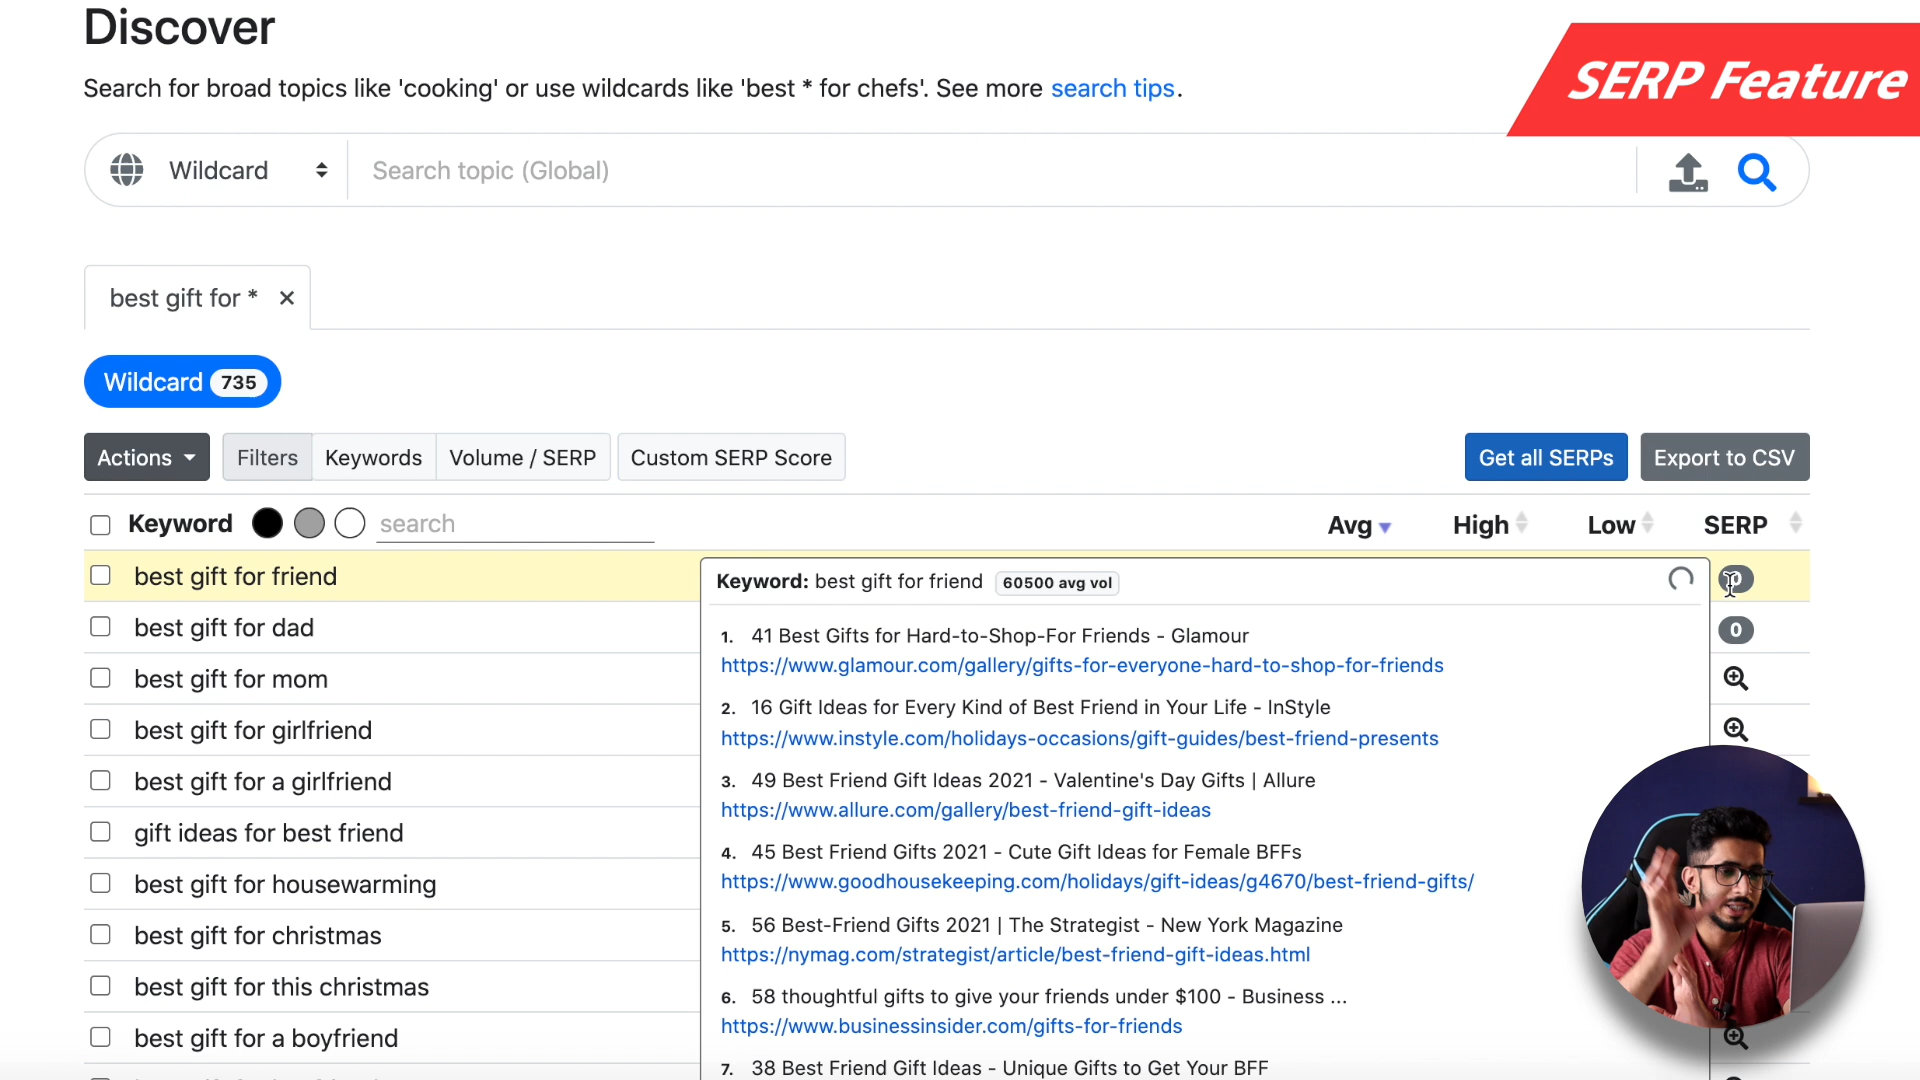 Discover
SERP Feature
Search for broad topics like 'cooking' or use wildcards like 'best * for chefs'. See more search tips.
Wildcard Search topic (Global)
best gift for * ×
Wildcard 735
Actions Filters Keywords Volume / SERP Custom SERP Score Get all SERPs Export to CSV
Keyword search Avg High Low SERP
best gift for friend
best gift for dad
best gift for mom
best gift for girlfriend
best gift for a girlfriend
gift ideas for best friend
best gift for housewarming
best gift for christmas
best gift for this christmas
best gift for a boyfriend
Keyword: best gift for friend 60500 avg vol
1. 41 Best Gifts for Hard-to-Shop-For Friends - Glamour
https://www.glamour.com/gallery/gifts-for-everyone-hard-to-shop-for-friends
2. 16 Gift Ideas for Every Kind of Best Friend in Your Life - InStyle
https://www.instyle.com/holidays-occasions/gift-guides/best-friend-presents
3. 49 Best Friend Gift Ideas 2021 - Valentine's Day Gifts | Allure
https://www.allure.com/gallery/best-friend-gift-ideas
4. 45 Best Friend Gifts 2021 - Cute Gift Ideas for Female BFFs
https://www.goodhousekeeping.com/holidays/gift-ideas/g4670/best-friend-gifts/
5. 56 Best-Friend Gifts 2021 | The Strategist - New York Magazine
https://nymag.com/strategist/article/best-friend-gift-ideas.html
6. 58 thoughtful gifts to give your friends under $100 - Business ...
https://www.businessinsider.com/gifts-for-friends
7. 38 Best Friend Gift Ideas - Unique Gifts to Get Your BFF
0